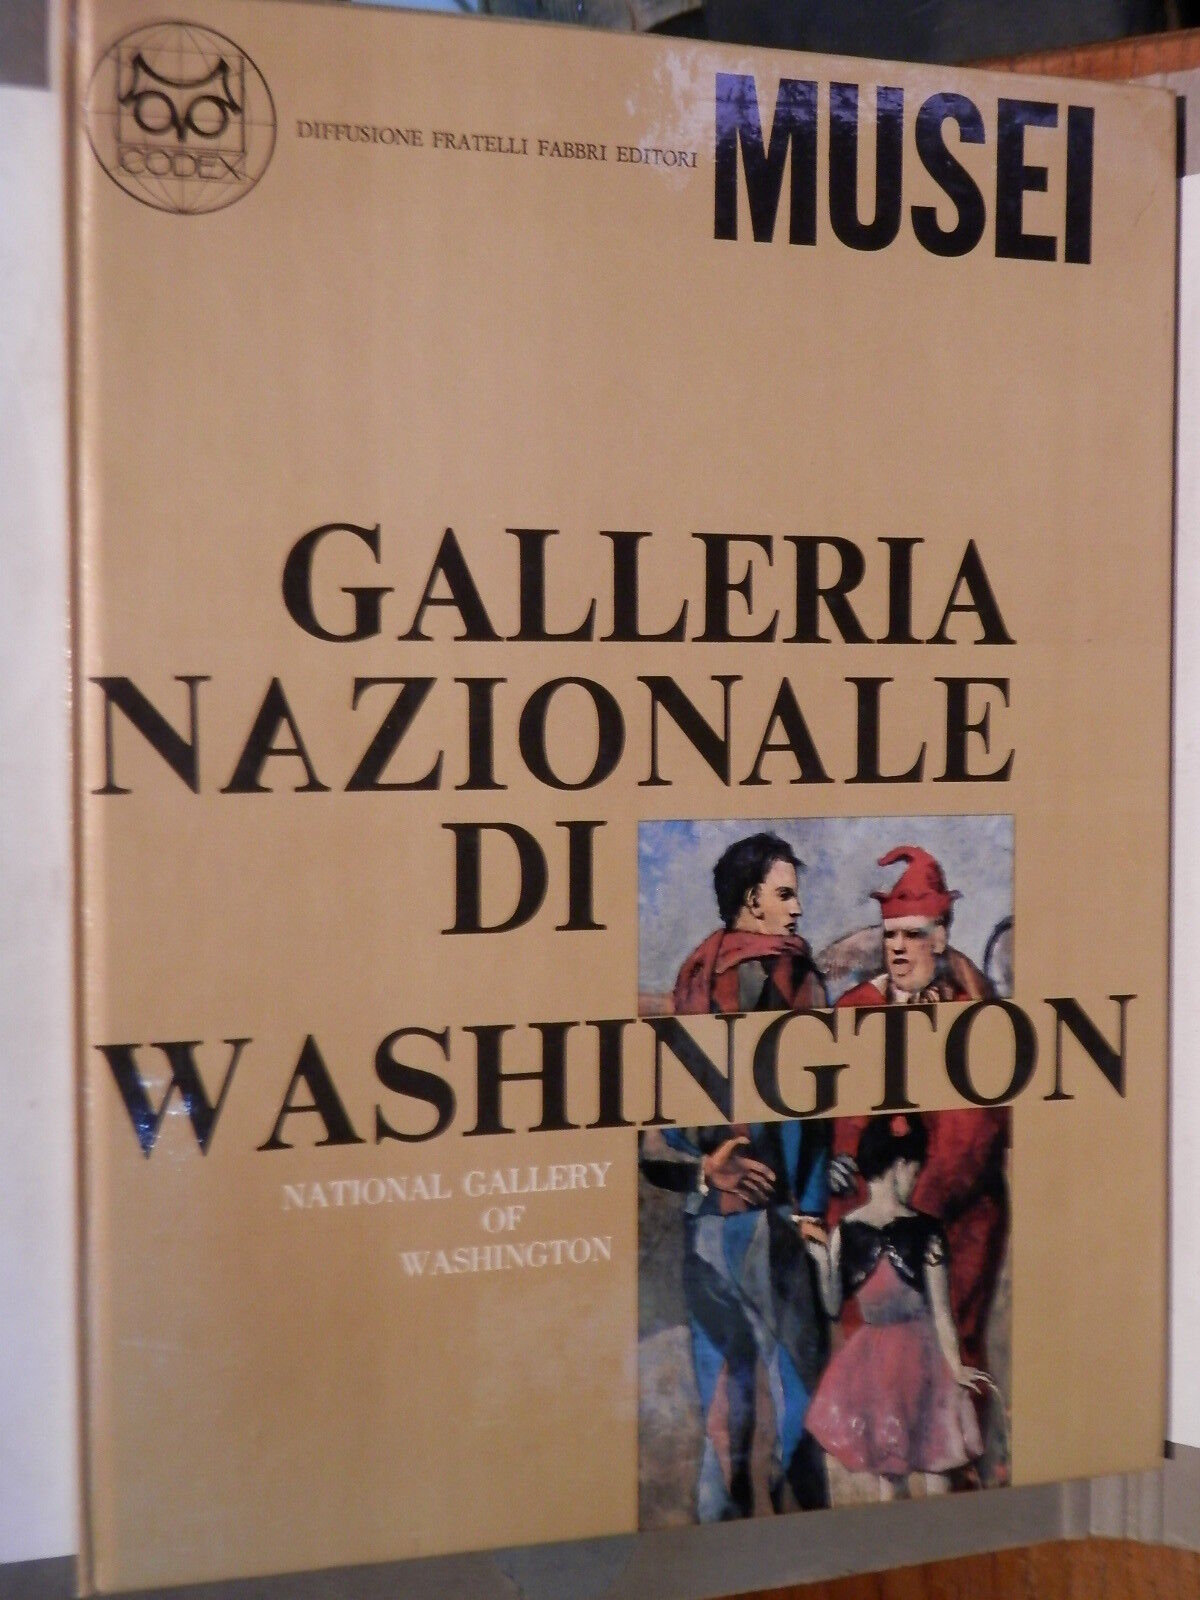 CODEX
DIFFUSIONE FRATELLI FABBRI EDITORI
MUSEI
GALLERIA
NAZIONALE
DI
WASHINGTON
NATIONAL GALLERY
OF
WASHINGTON